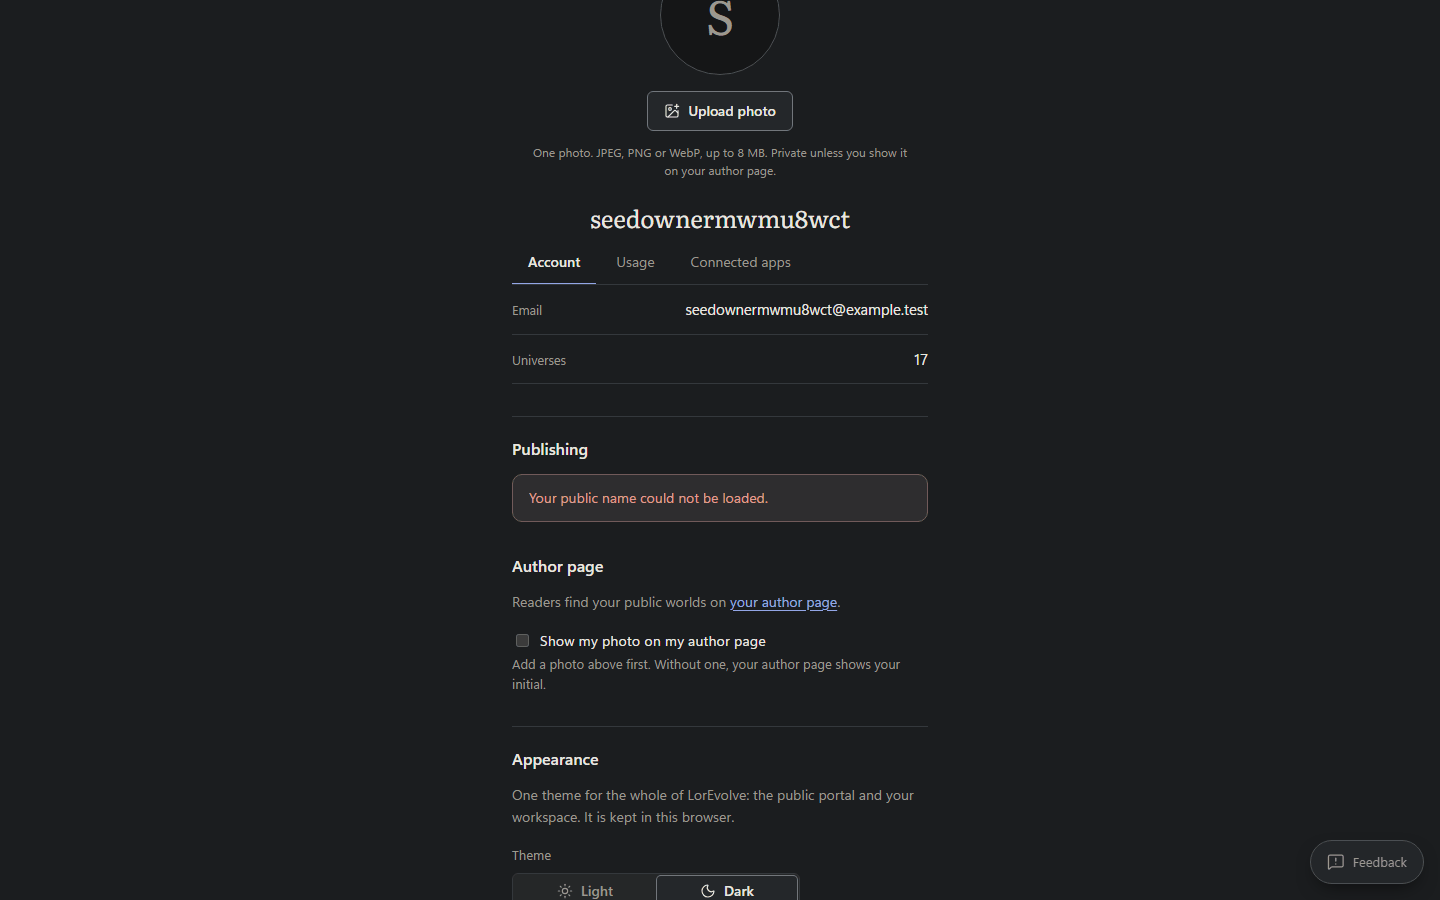 S
Upload photo
One photo. JPEG, PNG or WebP, up to 8 MB. Private unless you show it
on your author page.
seedownermwmu8wct
Account Usage Connected apps
Email seedownermwmu8wct@example.test
Universes 17
Publishing
Your public name could not be loaded.
Author page
Readers find your public worlds on your author page.
Show my photo on my author page
Add a photo above first. Without one, your author page shows your
initial.
Appearance
One theme for the whole of LorEvolve: the public portal and your
workspace. It is kept in this browser.
Theme
Light Dark
Feedback